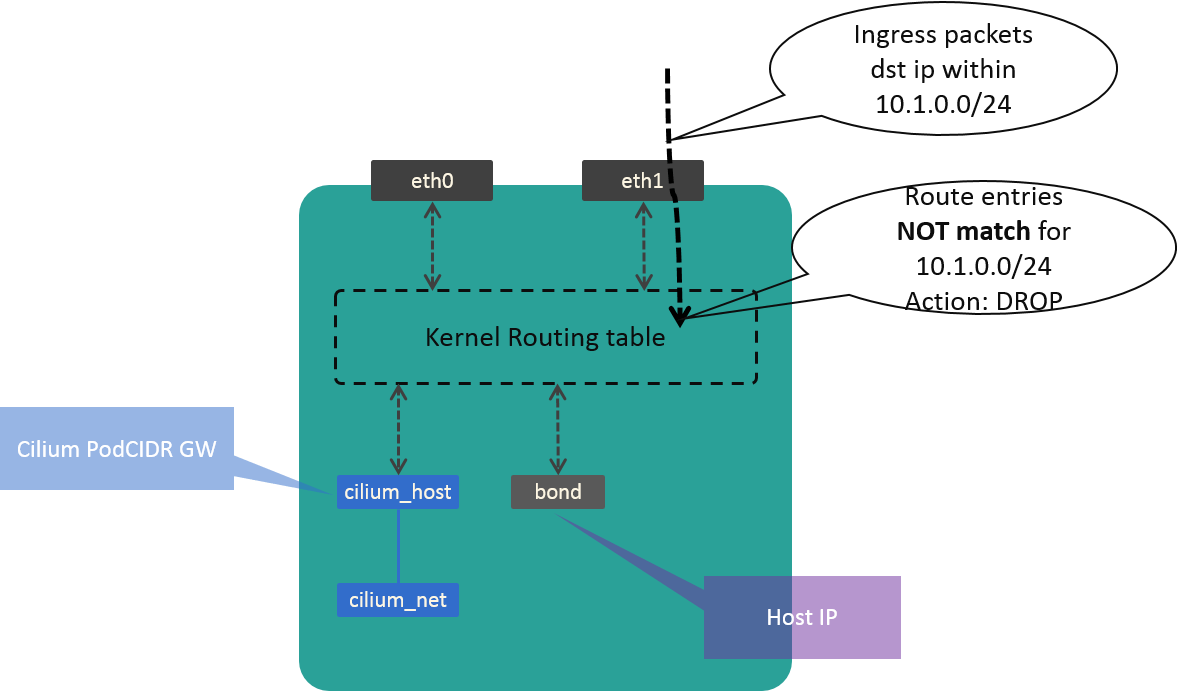 Ingress packets
dst ip within
10.1.0.0/24
eth0
eth1
Route entries
NOT match for
10.1.0.0/24
Action: DROP
Kernel Routing table
Cilium PodCIDR GW
cilium_host
bond
cilium_net
Host IP